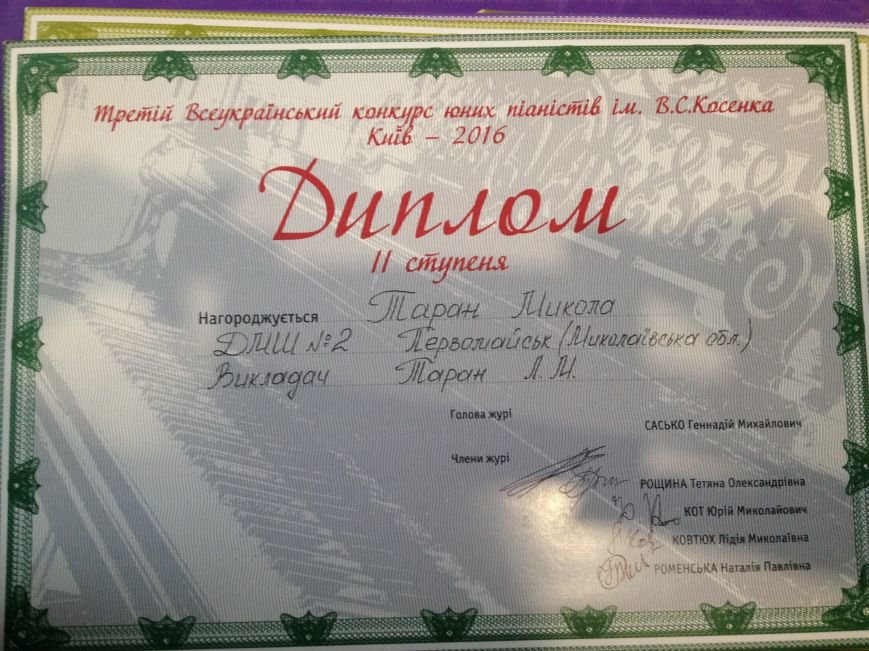 Третій Всеукраїнський конкурс юних піаністів ім. В.С.Косенка
Київ – 2016
Диплом
ІІ ступеня
Нагороджується Таран Микола
ДМШ №2 Первомайськ (Миколаївська обл.)
Викладач Таран Л. М.
Голова журі
САСЬКО Геннадій Михайлович
Члени журі
РОЩИНА Тетяна Олександрівна
КОТ Юрій Миколайович
КОВТЮХ Лідія Миколаївна
РОМЕНСЬКА Наталія Павлівна